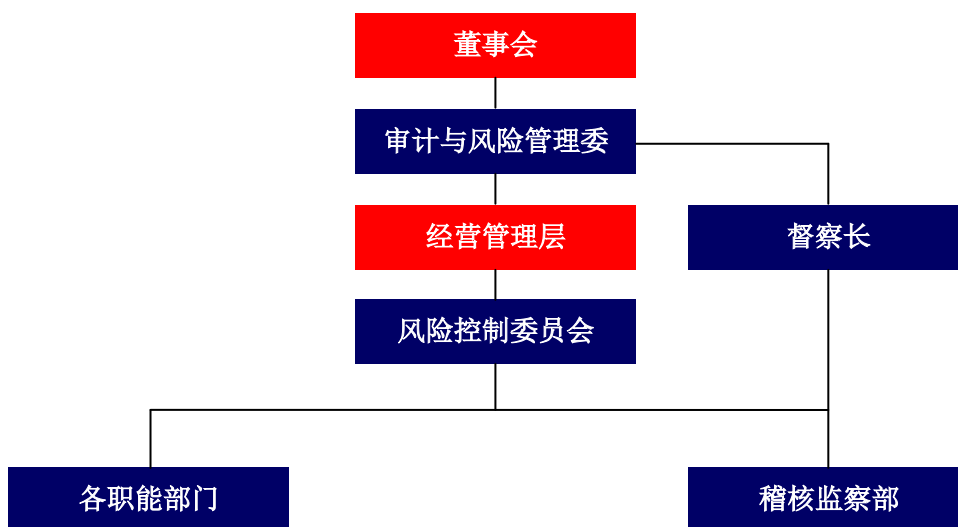 董事会
审计与风险管理委
经营管理层
督察长
风险控制委员会
各职能部门
稽核监察部